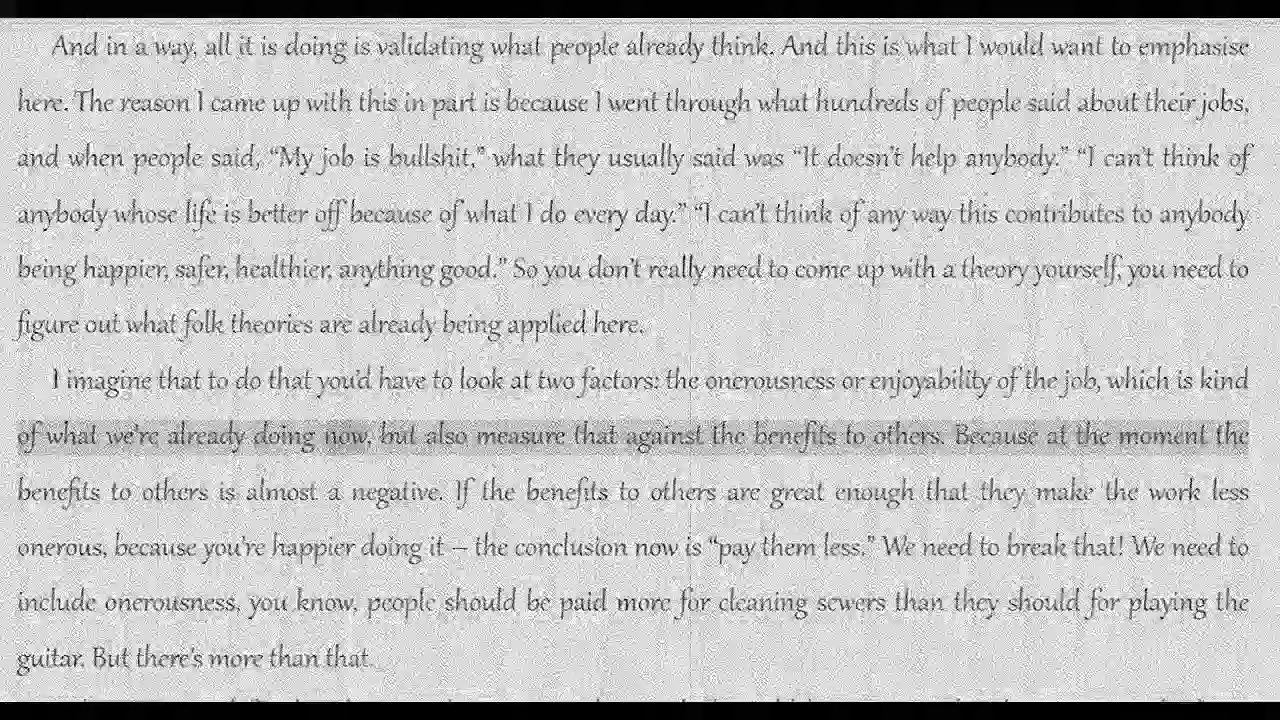 And in a way, all it is doing is validating what people already think. And this is what I would want to emphasise
here. The reason I came up with this in part is because I went through what hundreds of people said about their jobs,
and when people said, “My job is bullshit,” what they usually said was “It doesn’t help anybody.” “I can’t think of
anybody whose life is better off because of what I do every day.” “I can’t think of any way this contributes to anybody
being happier, safer, healthier, anything good.” So you don’t really need to come up with a theory yourself, you need to
figure out what folk theories are already being applied here.
I imagine that to do that you’d have to look at two factors: the onerousness or enjoyability of the job, which is kind
of what we’re already doing now, but also measure that against the benefits to others. Because at the moment the
benefits to others is almost a negative. If the benefits to others are great enough that they make the work less
onerous, because you’re happier doing it – the conclusion now is “pay them less.” We need to break that! We need to
include onerousness, you know, people should be paid more for cleaning sewers than they should for playing the
guitar. But there’s more than that.